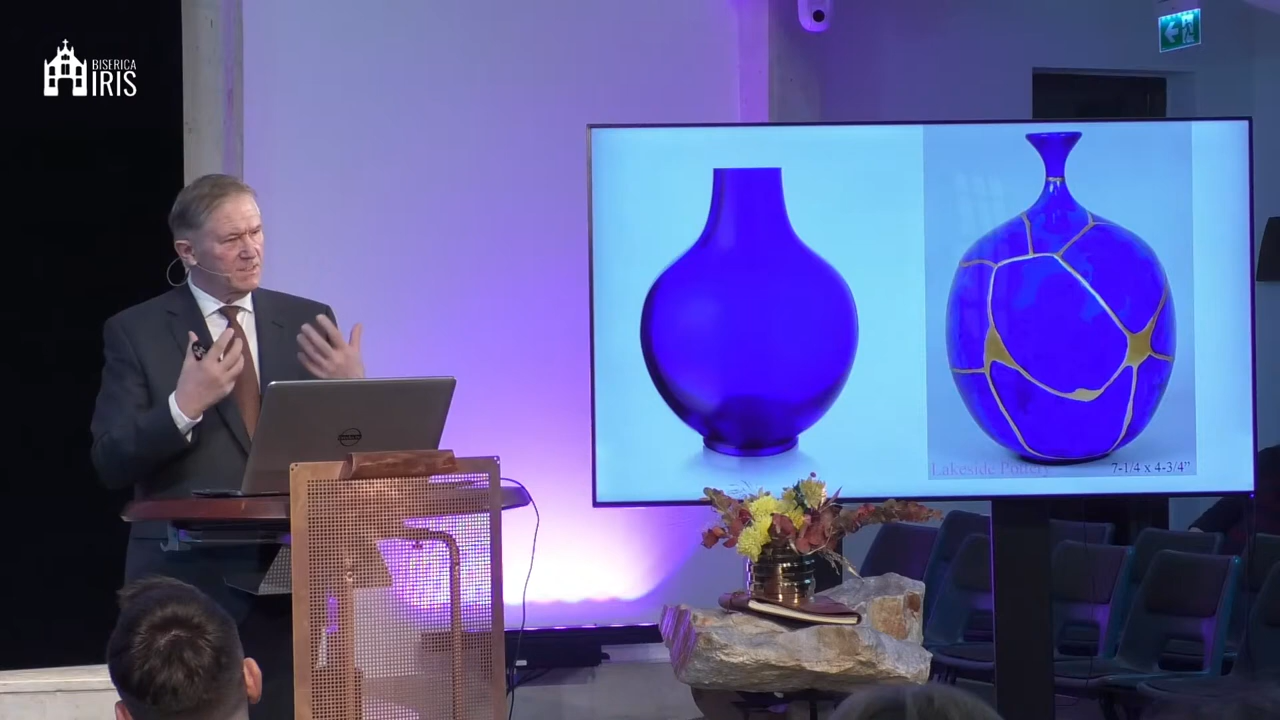 BISERICA
IRIS
Lakeside Pottery
7-1/4 x 4-3/4"